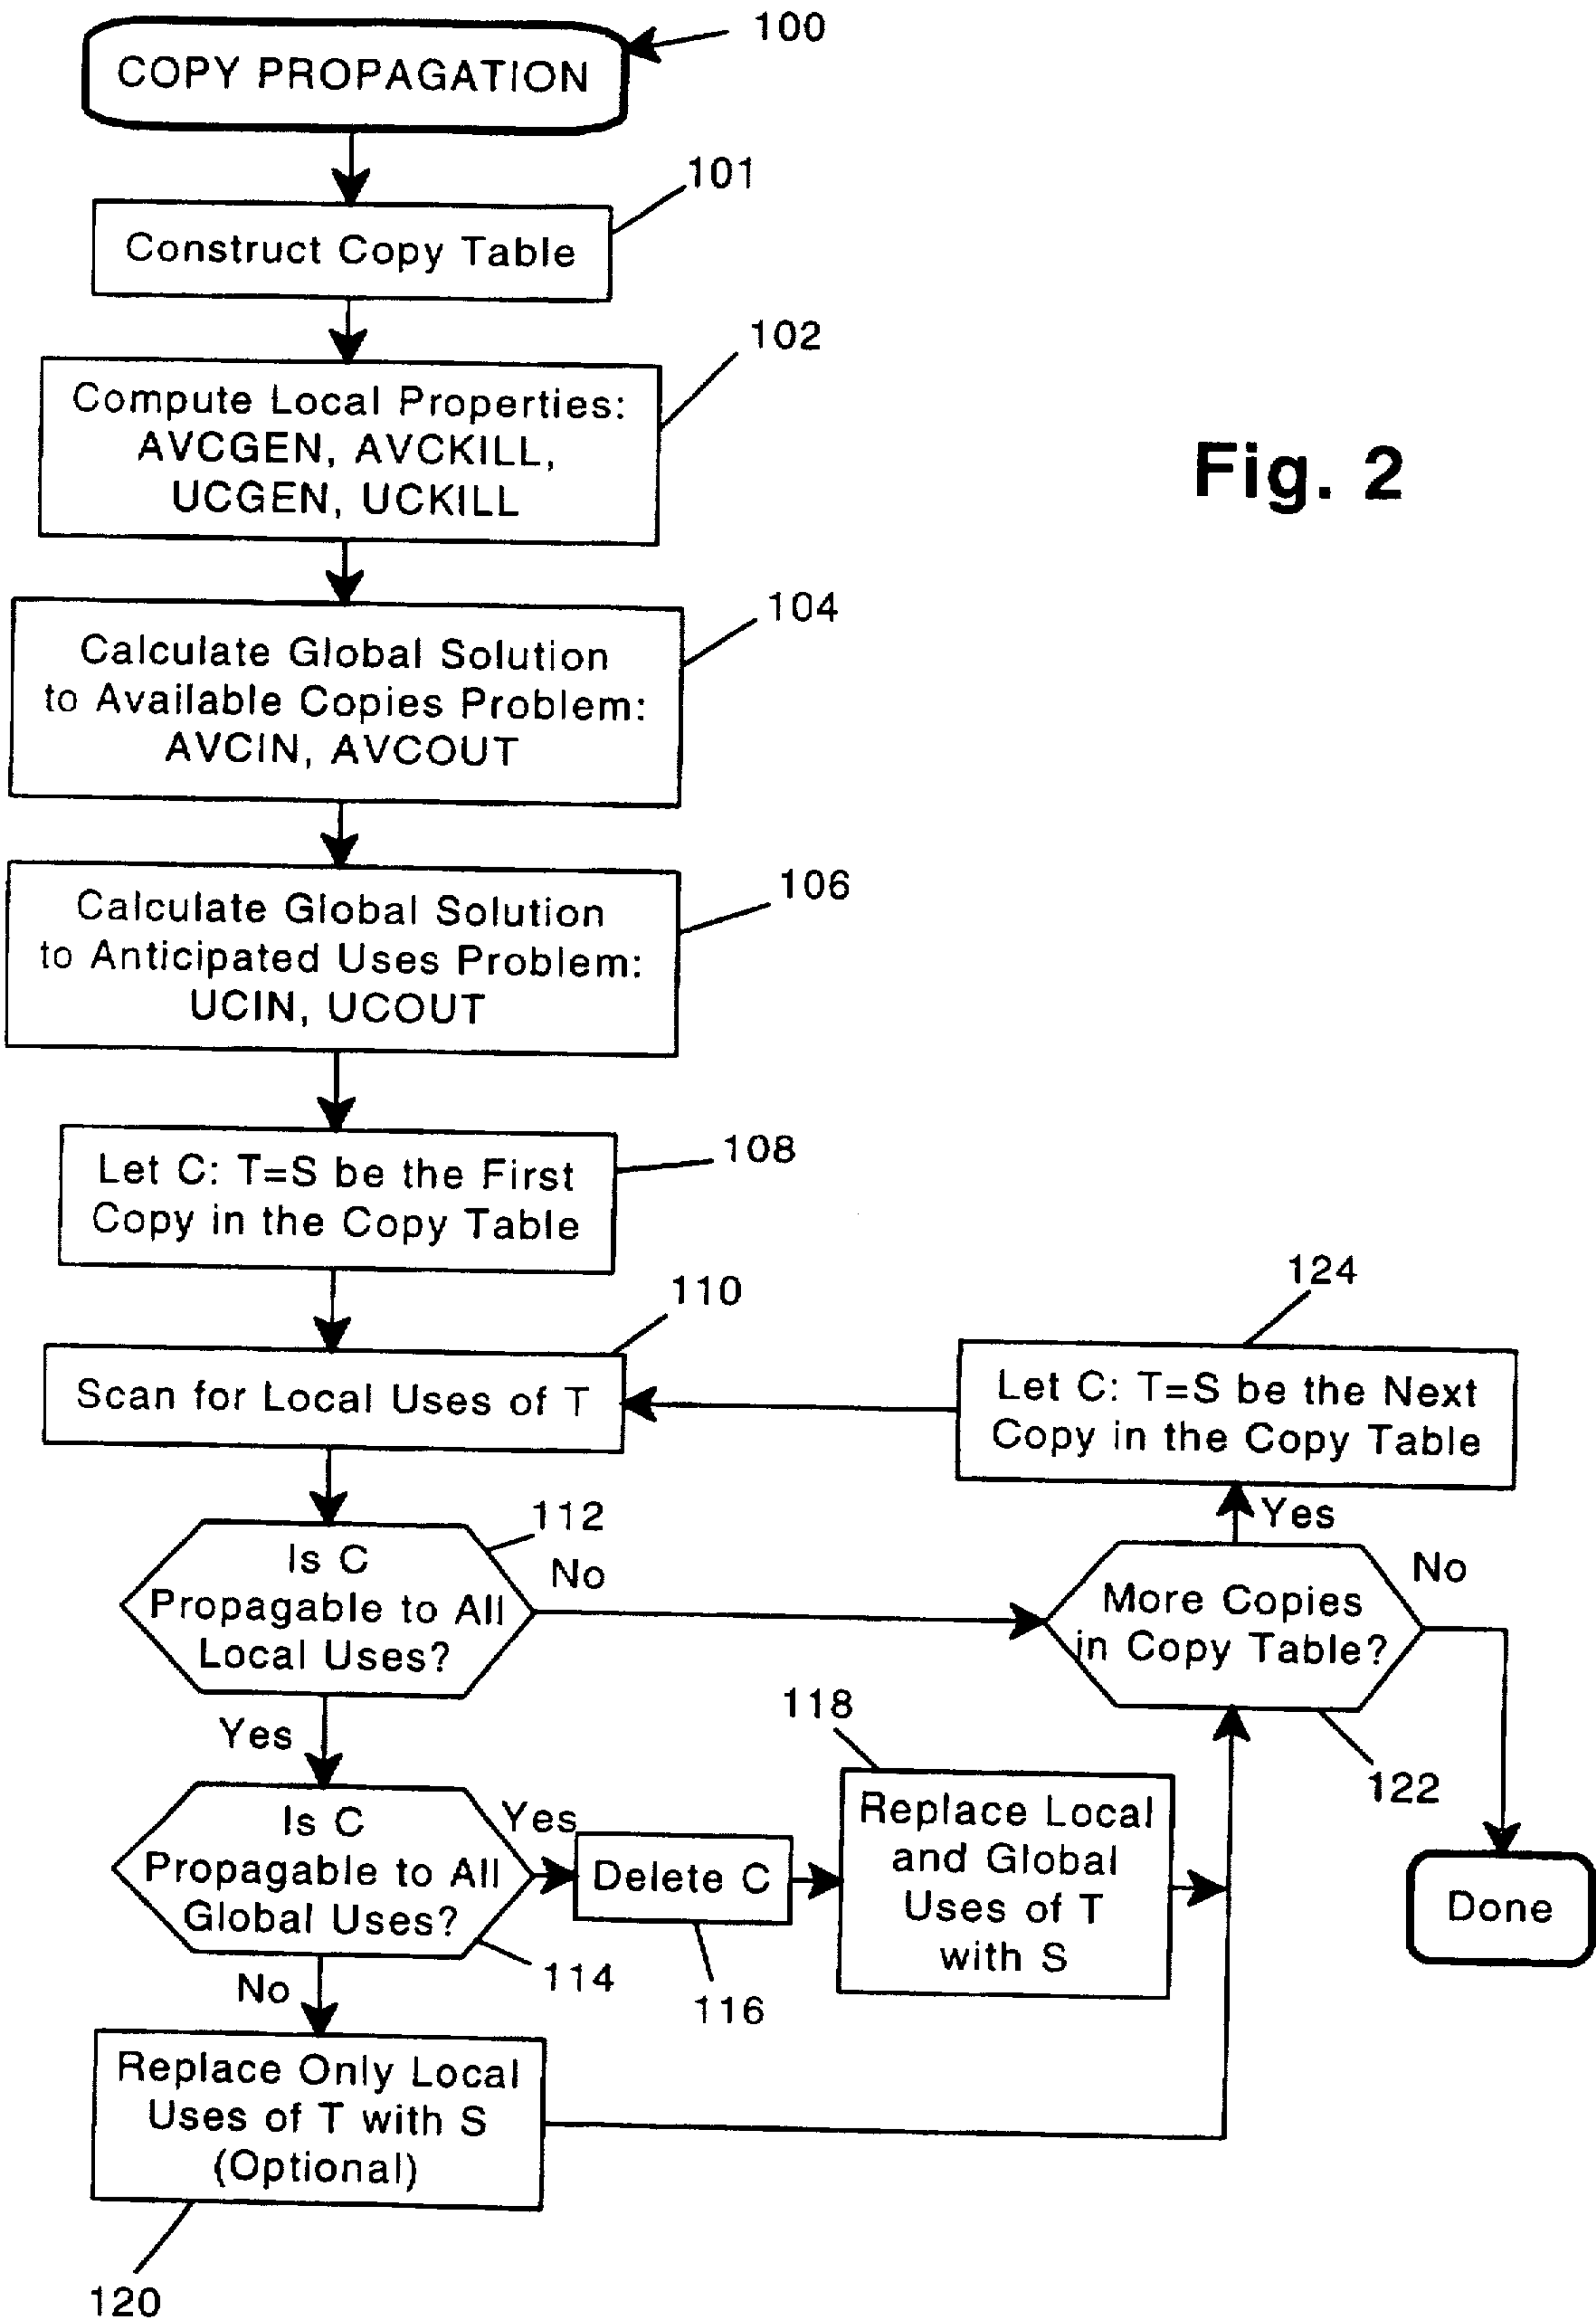 100
COPY PROPAGATION
101
Construct Copy Table
102
Compute Local Properties:
AVCGEN, AVCKILL,
UCGEN, UCKILL
Fig. 2
104
Calculate Global Solution
to Available Copies Problem:
AVCIN, AVCOUT
106
Calculate Global Solution
to Anticipated Uses Problem:
UCIN, UCOUT
108
Let C: T=S be the First
Copy in the Copy Table
110
Scan for Local Uses of T
124
Let C: T=S be the Next
Copy in the Copy Table
112
Is C
Propagable to All
Local Uses?
No
Yes
More Copies
in Copy Table?
No
122
Yes
Is C
Propagable to All
Global Uses?
114
Yes
Delete C
116
118
Replace Local
and Global
Uses of T
with S
Done
No
Replace Only Local
Uses of T with S
(Optional)
120